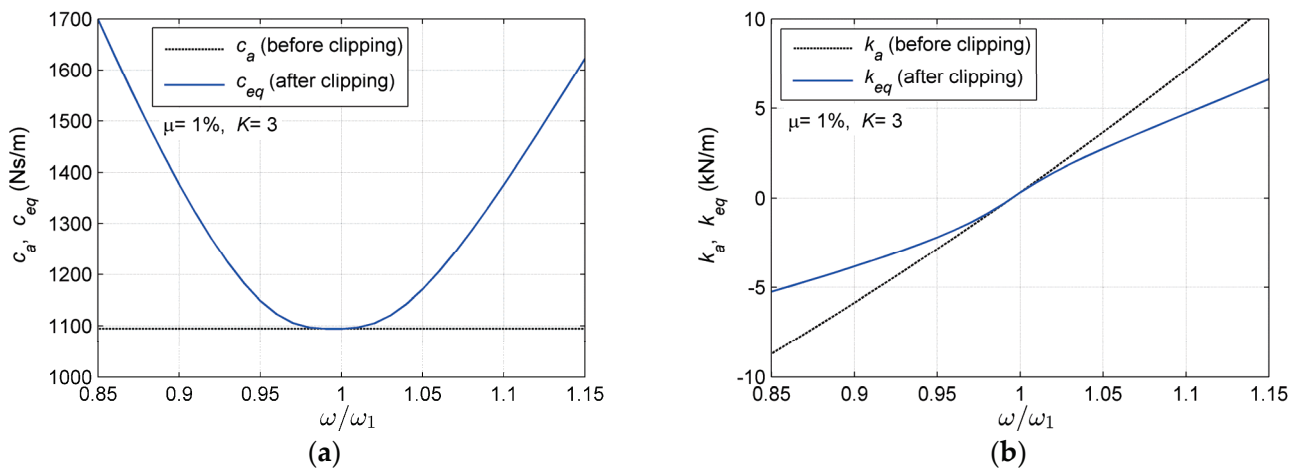 1700
1600
1500
1400
1300
1200
1100
1000
c_a, c_eq (Ns/m)
c_a (before clipping)
c_eq (after clipping)
μ= 1%, K= 3
0.85 0.9 0.95 1 1.05 1.1 1.15
ω/ω₁
(a)
10
5
0
-5
-10
k_a, k_eq (kN/m)
k_a (before clipping)
k_eq (after clipping)
μ= 1%, K= 3
0.85 0.9 0.95 1 1.05 1.1 1.15
ω/ω₁
(b)